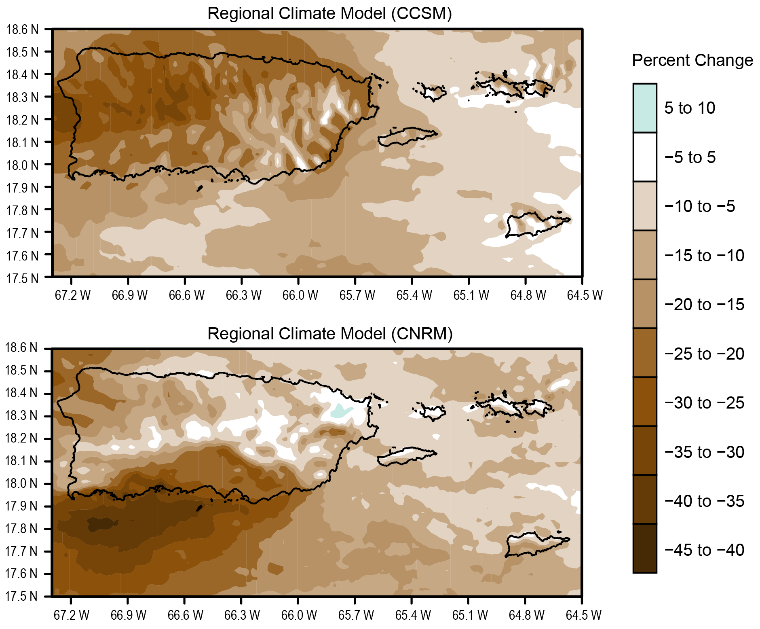 Regional Climate Model (CCSM)
18.6 N
18.5 N
18.4 N
18.3 N
18.2 N
18.1 N
18.0 N
17.9 N
17.8 N
17.7 N
17.6 N
17.5 N
67.2 W 66.9 W 66.6 W 66.3 W 66.0 W 65.7 W 65.4 W 65.1 W 64.8 W 64.5 W
Regional Climate Model (CNRM)
18.6 N
18.5 N
18.4 N
18.3 N
18.2 N
18.1 N
18.0 N
17.9 N
17.8 N
17.7 N
17.6 N
17.5 N
67.2 W 66.9 W 66.6 W 66.3 W 66.0 W 65.7 W 65.4 W 65.1 W 64.8 W 64.5 W
Percent Change
5 to 10
−5 to 5
−10 to −5
−15 to −10
−20 to −15
−25 to −20
−30 to −25
−35 to −30
−40 to −35
−45 to −40